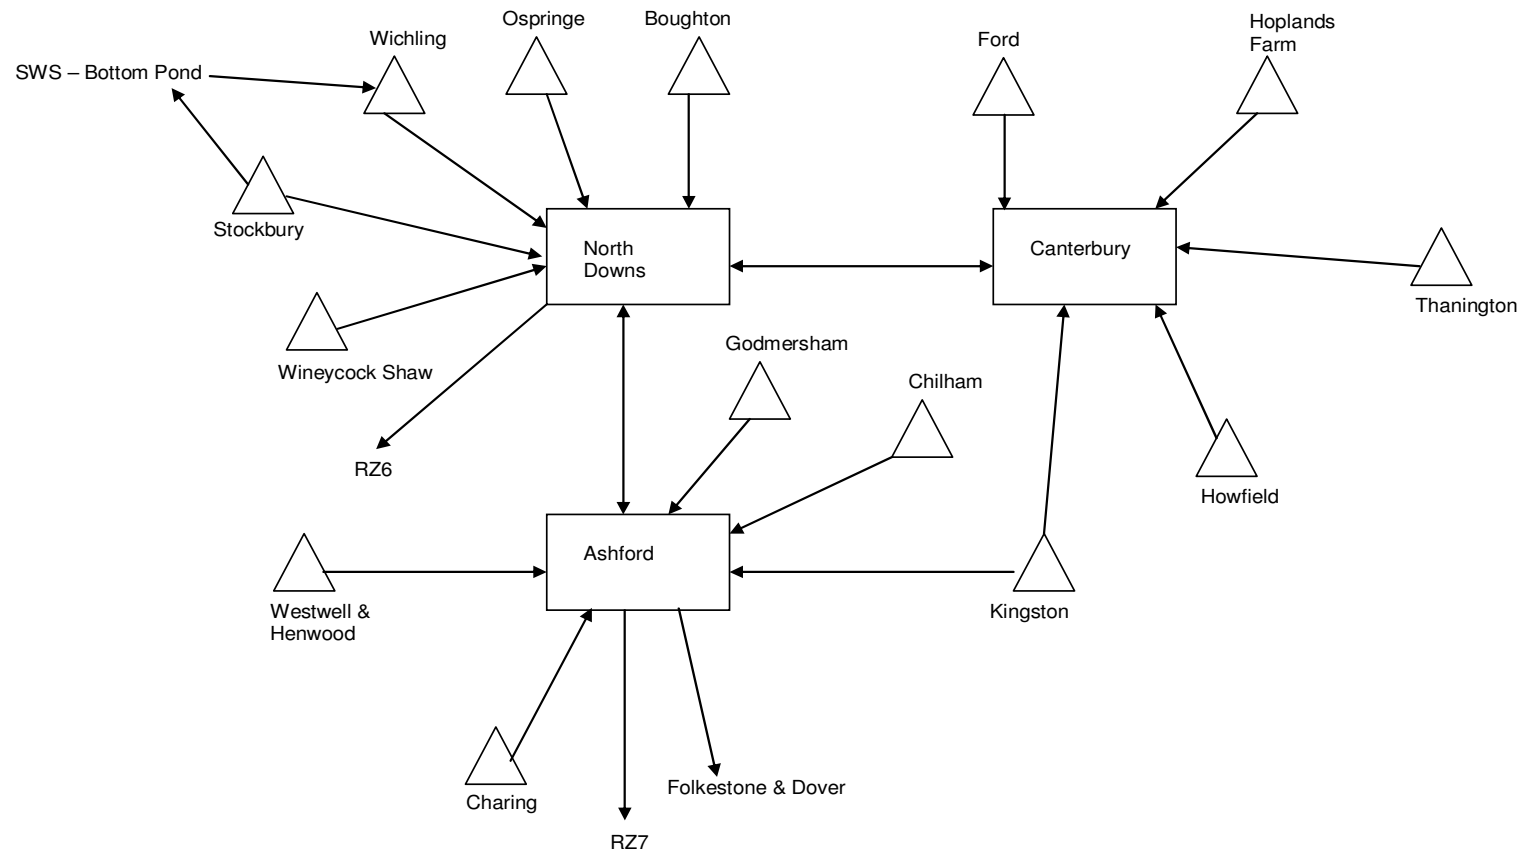 Ospringe
Boughton
Hoplands
Farm
Wichling
Ford
SWS – Bottom Pond
Stockbury
North
Downs
Canterbury
Thanington
Godmersham
Wineycock Shaw
Chilham
RZ6
Howfield
Ashford
Westwell &
Henwood
Kingston
Folkestone & Dover
Charing
RZ7